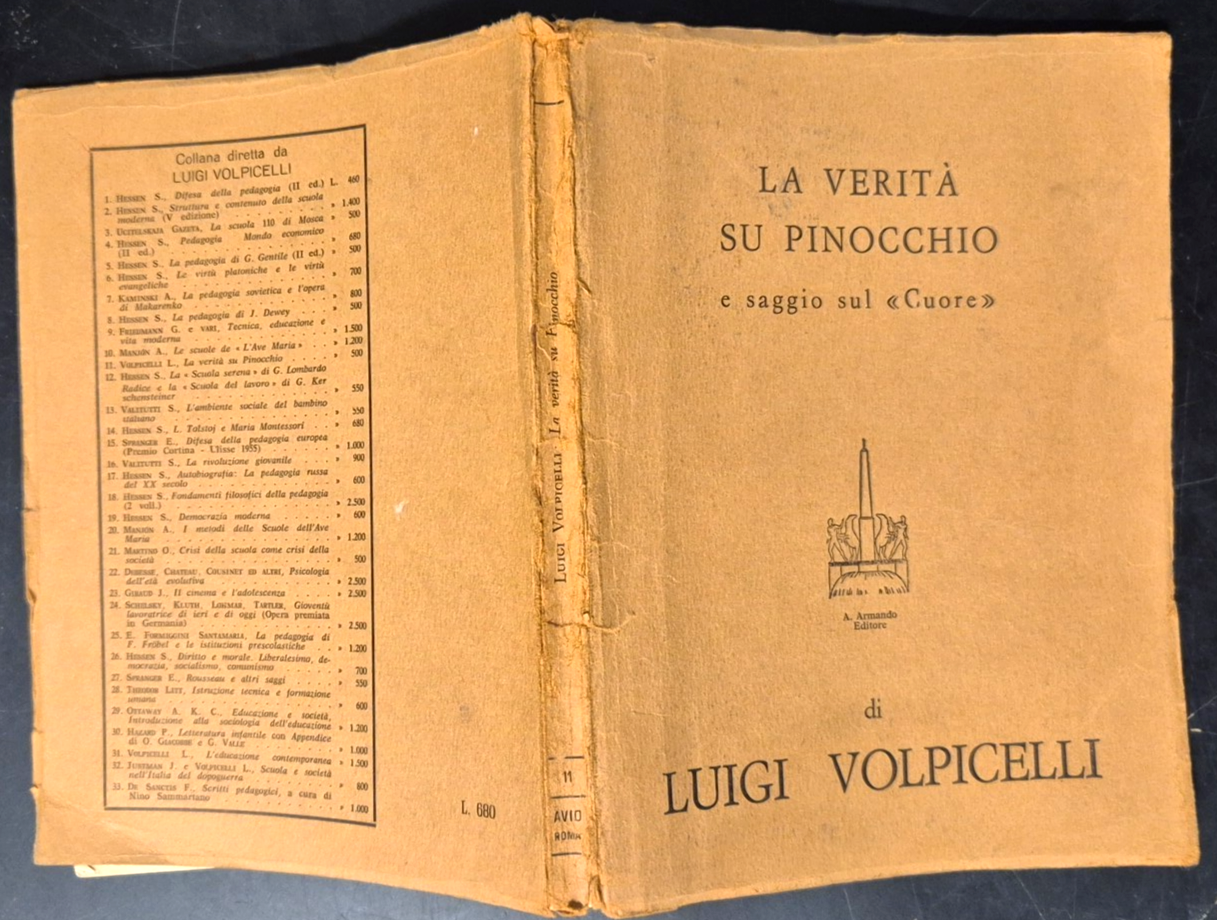 Collana diretta da
LUIGI VOLPICELLI
1. HESSEN S., Difesa della pedagogia (II ed.) L. 460
2. HESSEN S., Struttura e contenuto della scuola
moderna (V edizione) » 1.400
3. UCITELSKAJA GAZETA, La scuola 110 di Mosca » 500
4. HESSEN S., Pedagogia Mondo economico
(II ed.) » 680
5. HESSEN S., La pedagogia di G. Gentile (II ed.) » 500
6. HESSEN S., Le virtù platoniche e le virtù
evangeliche » 700
7. KAMINSKI A., La pedagogia sovietica e l'opera
di Makarenko » 800
8. HESSEN S., La pedagogia di J. Dewey » 500
9. FRIEDMANN G. e VARI, Tecnica, educazione e
vita moderna » 1.500
10. MANJÓN A., Le scuole de «L'Ave Maria» » 1.200
11. VOLPICELLI L., La verità su Pinocchio » 500
12. HESSEN S., La «Scuola serena» di G. Lombardo
Radice e la «Scuola del lavoro» di G. Ker
schensteiner » 550
13. VALITUTTI S., L'ambiente sociale del bambino
italiano » 550
14. HESSEN S., L. Tolstoj e Maria Montessori » 680
15. SPRANGER E., Difesa della pedagogia europea
(Premio Cortina - Ulisse 1955) » 1.000
16. VALITUTTI S., La rivoluzione giovanile » 900
17. HESSEN S., Autobiografia: La pedagogia russa
del XX secolo » 600
18. HESSEN S., Fondamenti filosofici della pedagogia
(2 voll.) » 2.500
19. HESSEN S., Democrazia moderna » 600
20. MANJÓN A., I metodi delle Scuole dell'Ave
Maria » 1.200
21. MARTINO O., Crisi della scuola come crisi della
società » 500
22. DEBESSE, CHATEAU, COUSINET ED ALTRI, Psicologia
dell'età evolutiva » 2.500
23. GIRAUD J., Il cinema e l'adolescenza » 2.500
24. SCHELSKY, KLUTH, LOHMAR, TARTLER, Gioventù
lavoratrice di ieri e di oggi (Opera premiata
in Germania) » 2.500
25. E. FORMIGGINI SANTAMARIA, La pedagogia di
F. Fröbel e le istituzioni prescolastiche » 1.200
26. HESSEN S., Diritto e morale. Liberalesimo, de-
mocrazia, socialismo, comunismo » 700
27. SPRANGER E., Rousseau e altri saggi » 550
28. THEODOR LITT, Istruzione tecnica e formazione
umana » 600
29. OTTAWAY A. K. C., Educazione e società,
Introduzione alla sociologia dell'educazione » 1.200
30. HAZARD P., Letteratura infantile con Appendice
di O. GIACOBBE e G. VALLE » 1.000
31. VOLPICELLI L., L'educazione contemporanea » 1.500
32. JUSTMAN J. e VOLPICELLI L., Scuola e società
nell'Italia del dopoguerra » 600
33. DE SANCTIS F., Scritti pedagogici, a cura di
Nino Sammartano » 1.000
L. 680
LUIGI VOLPICELLI La verità su Pinocchio
11
AVIO
ROMA
LA VERITÀ
SU PINOCCHIO
e saggio sul «Cuore»
A. Armando
Editore
di
LUIGI VOLPICELLI